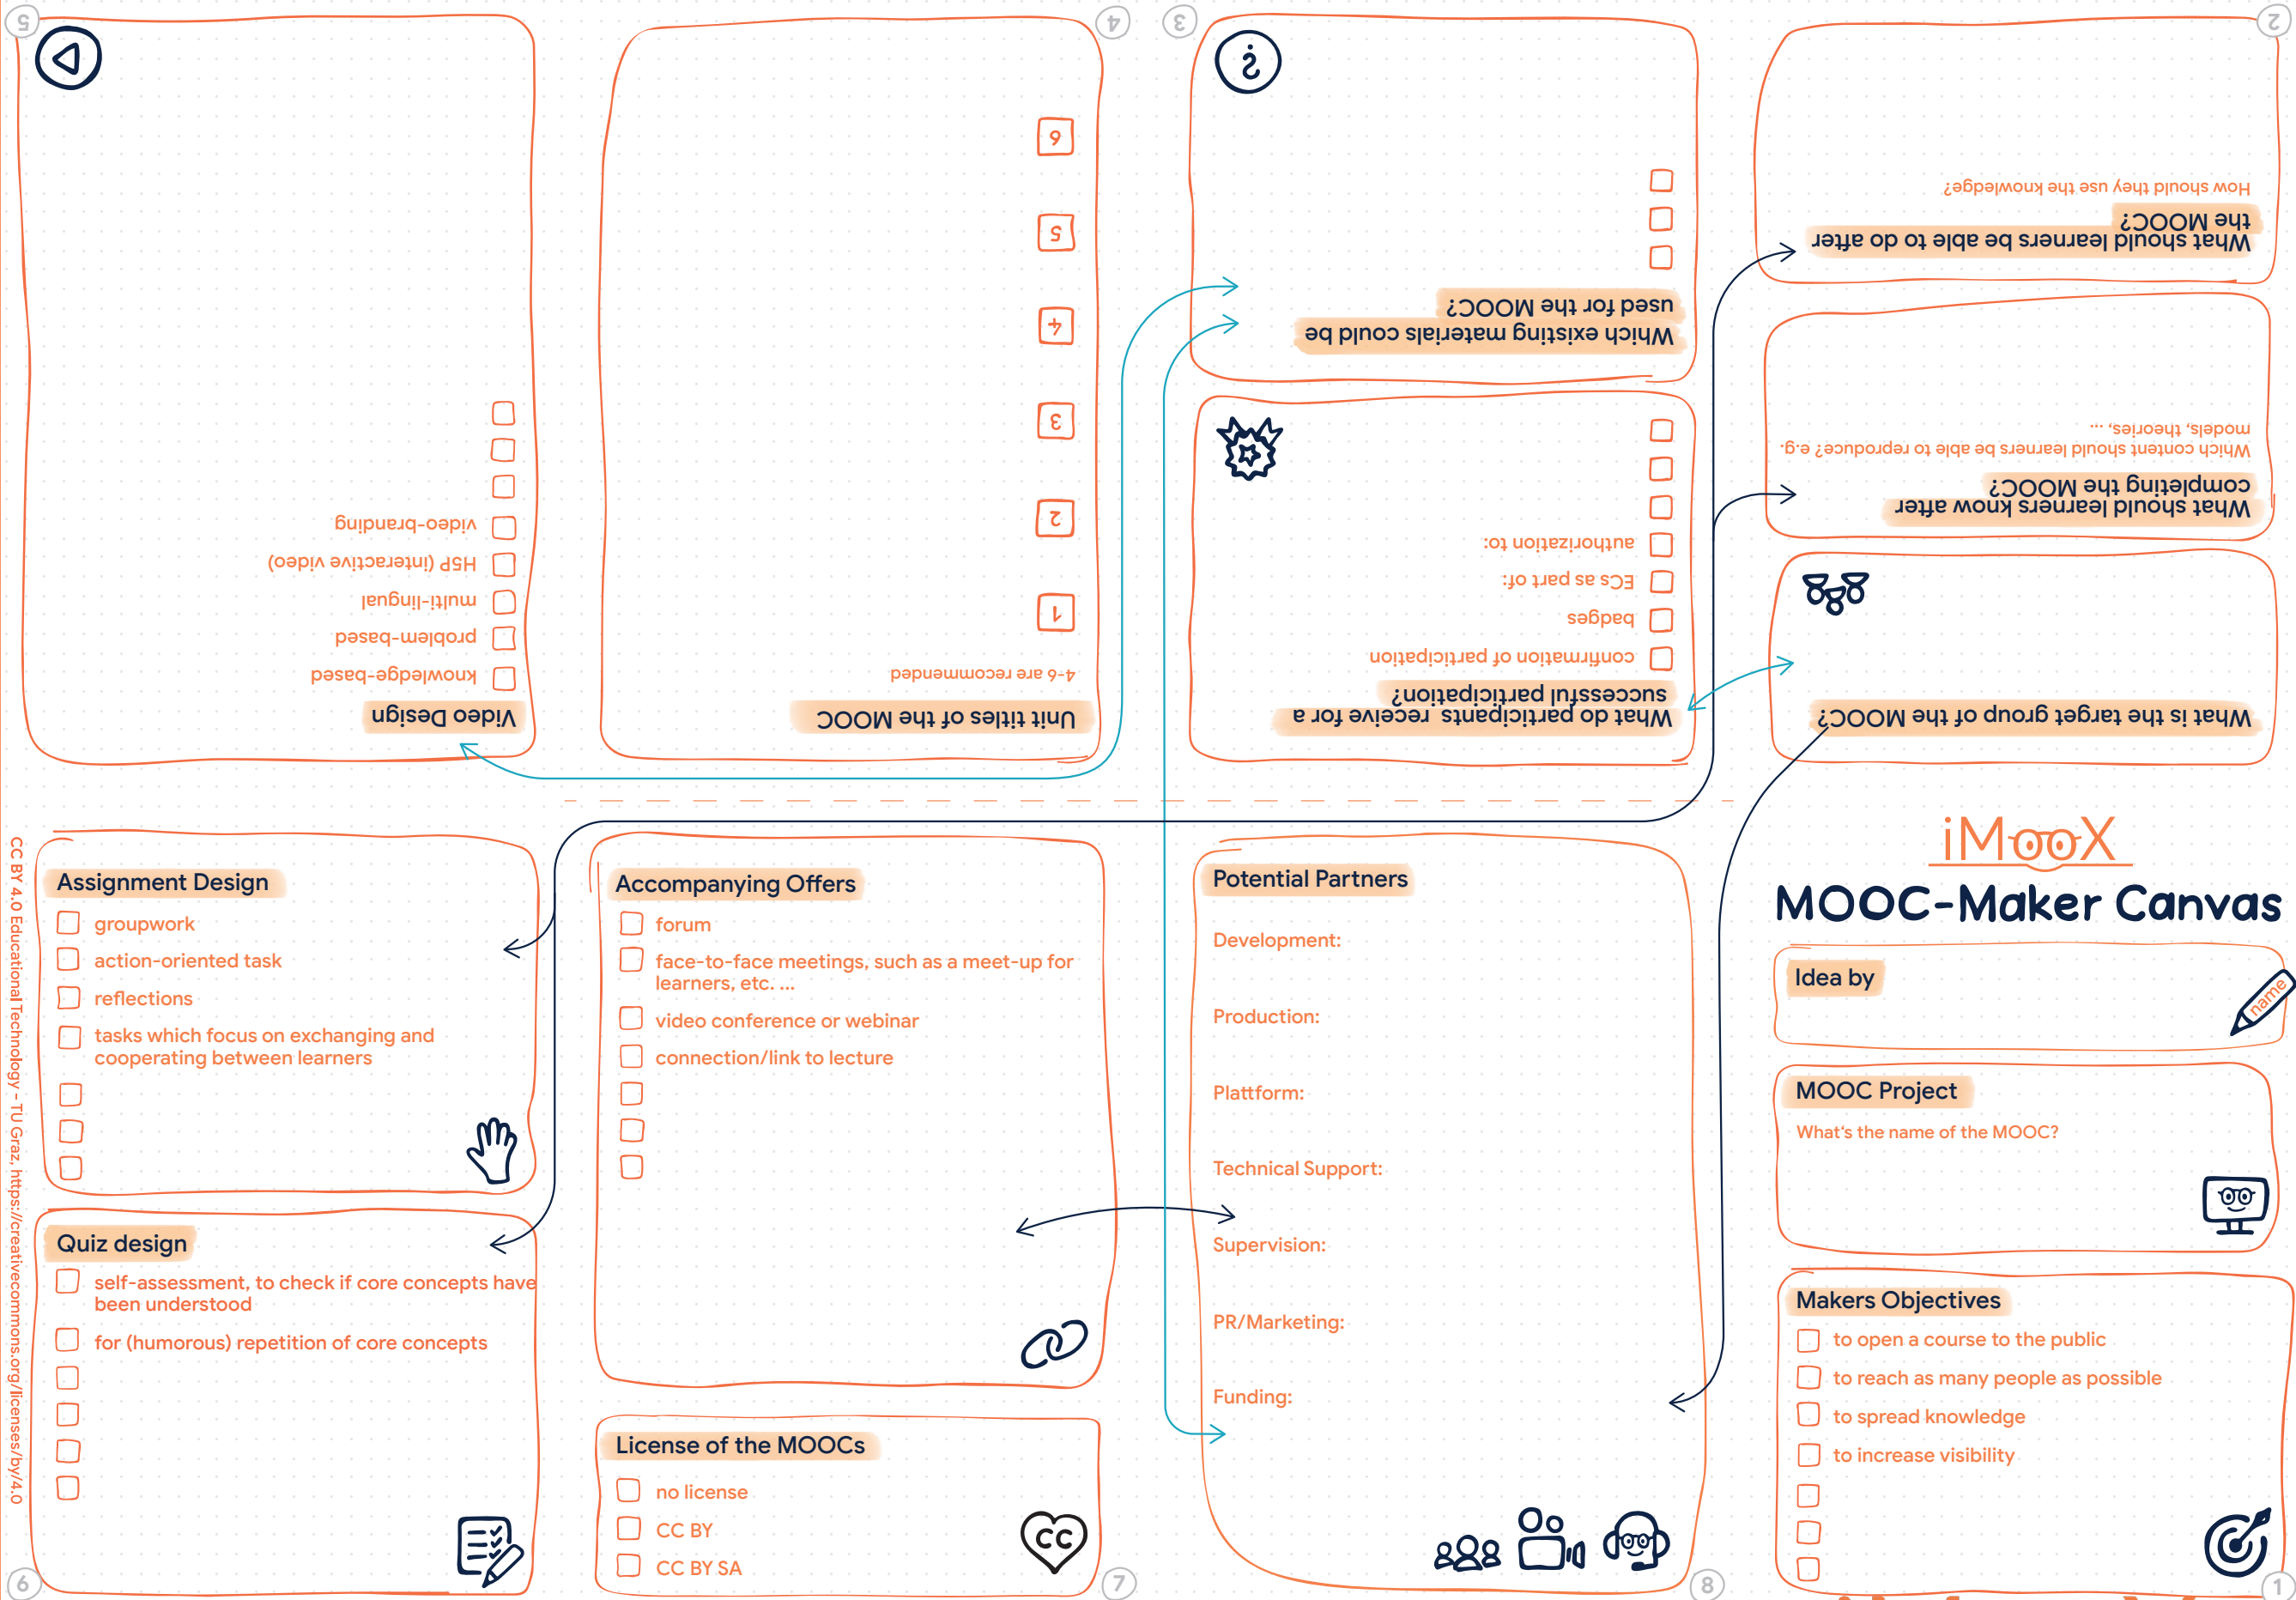 iMooX
MOOC-Maker Canvas
Idea by
name
MOOC Project
What's the name of the MOOC?
Makers Objectives
to open a course to the public
to reach as many people as possible
to spread knowledge
to increase visibility
1
What is the target group of the MOOC?
What should learners know after
completing the MOOC?
Which content should learners be able to reproduce? e.g.
models, theories, ...
What should learners be able to do after
the MOOC?
How should they use the knowledge?
2
What do participants receive for a
successful participation?
confirmation of participation
badges
ECs as part of:
authorization to:
Which existing materials could be
used for the MOOC?
?
3
Unit titles of the MOOC
4-6 are recommended
1
2
3
4
5
6
4
Video Design
knowledge-based
problem-based
multi-lingual
H5P (interactive video)
video-branding
5
Assignment Design
groupwork
action-oriented task
reflections
tasks which focus on exchanging and
cooperating between learners
Quiz design
self-assessment, to check if core concepts have
been understood
for (humorous) repetition of core concepts
CC BY 4.0 Educational Technology - TU Graz, https://creativecommons.org/licenses/by/4.0
6
Accompanying Offers
forum
face-to-face meetings, such as a meet-up for
learners, etc. ...
video conference or webinar
connection/link to lecture
License of the MOOCs
no license
CC BY
CC BY SA
CC
7
Potential Partners
Development:
Production:
Plattform:
Technical Support:
Supervision:
PR/Marketing:
Funding:
8